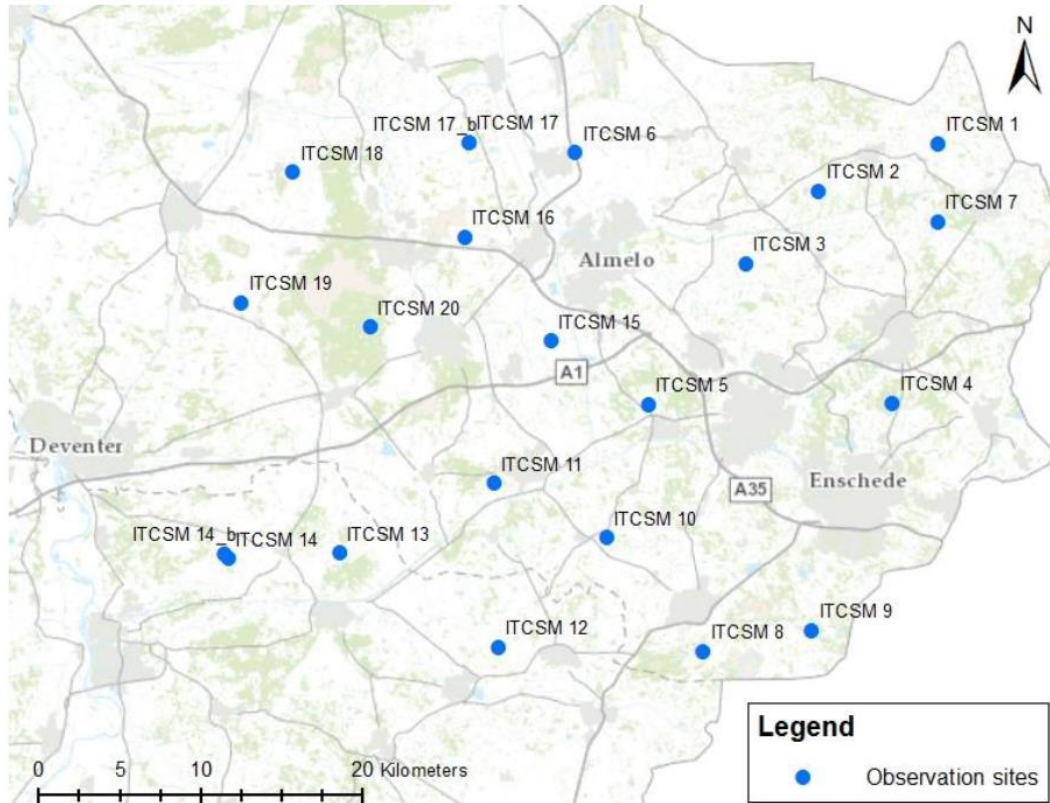 N
ITCSM 1
ITCSM 17_b
ITCSM 17
ITCSM 6
ITCSM 18
ITCSM 2
ITCSM 7
ITCSM 16
ITCSM 3
Almelo
ITCSM 19
ITCSM 20
ITCSM 15
A1
ITCSM 5
ITCSM 4
Deventer
ITCSM 11
Enschede
A35
ITCSM 10
ITCSM 14_b
ITCSM 14
ITCSM 13
ITCSM 9
ITCSM 12
ITCSM 8
Legend
Observation sites
0 5 10 20 Kilometers